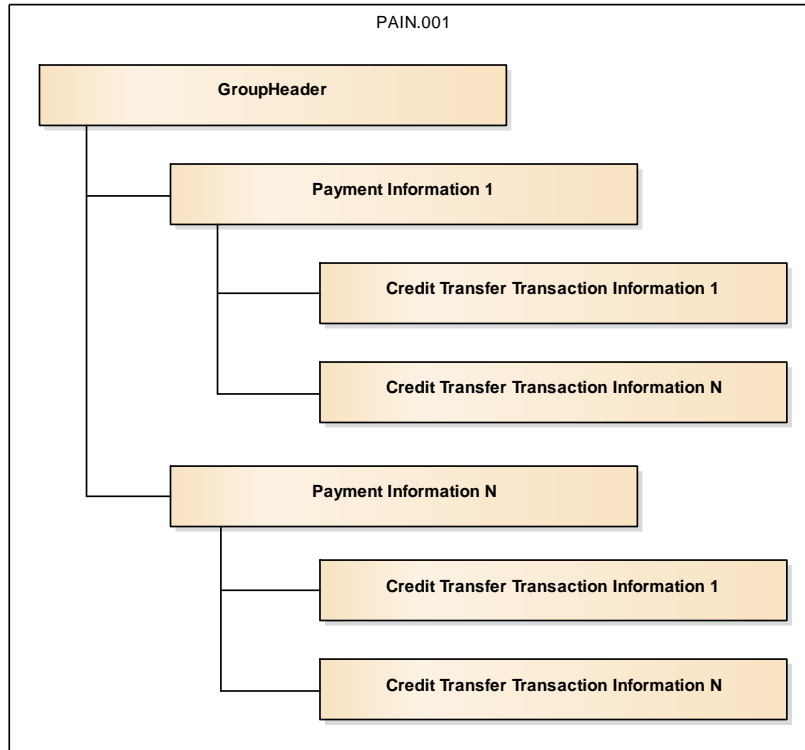 PAIN.001
GroupHeader
Payment Information 1
Credit Transfer Transaction Information 1
Credit Transfer Transaction Information N
Payment Information N
Credit Transfer Transaction Information 1
Credit Transfer Transaction Information N